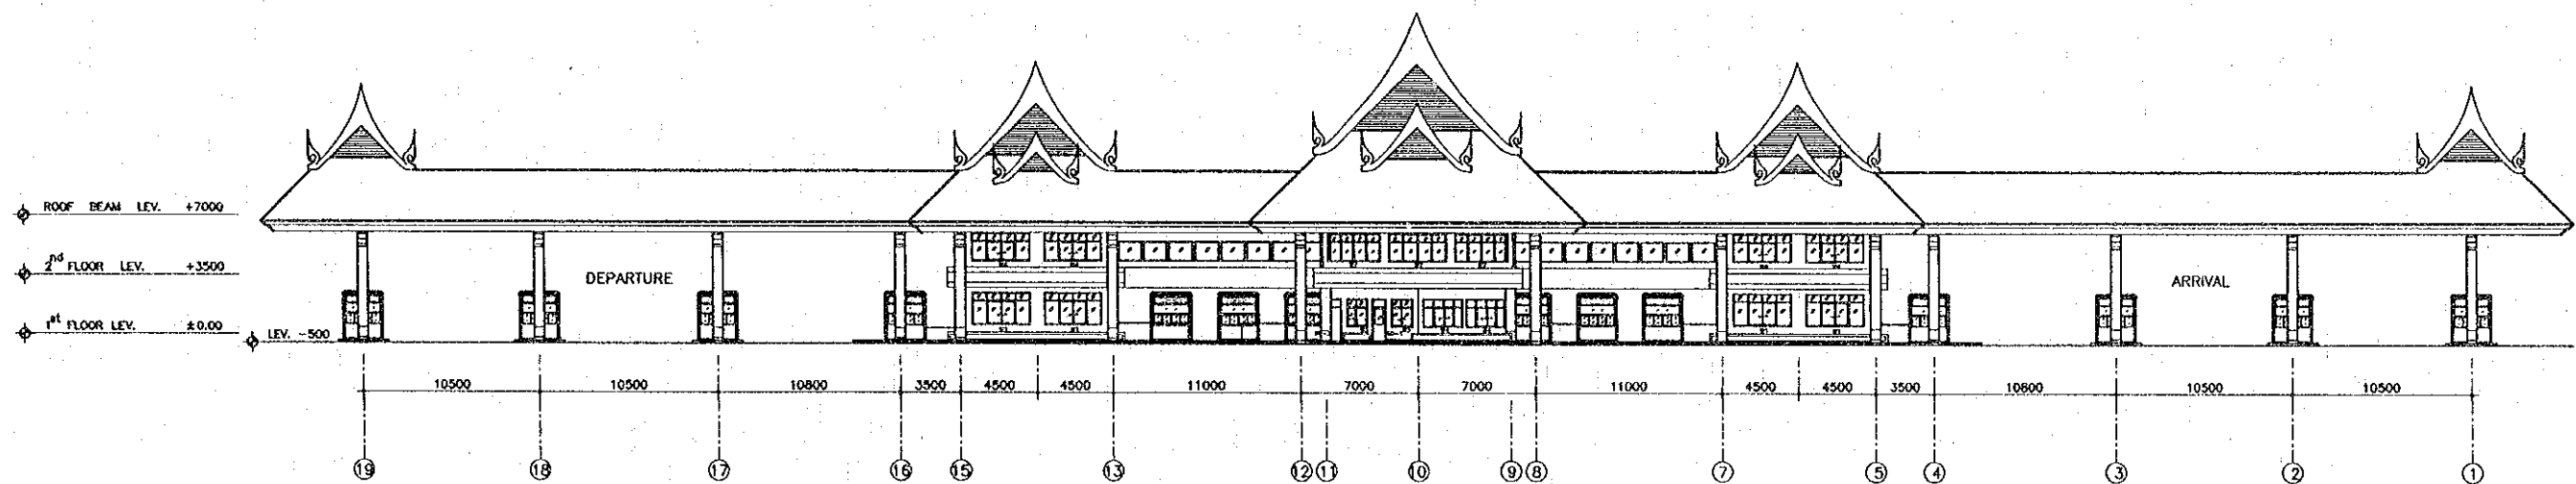 ROOF BEAM LEV. +7000
2nd FLOOR LEV. +3500
1st FLOOR LEV. ±0.00
LEV. -500
DEPARTURE
ARRIVAL
10500 10500 10800 3500 4500 4500 11000 7000 7000 11000 4500 4500 3500 10800 10500 10500
19 18 17 16 15 13 12 11 10 9 8 7 5 4 3 2 1